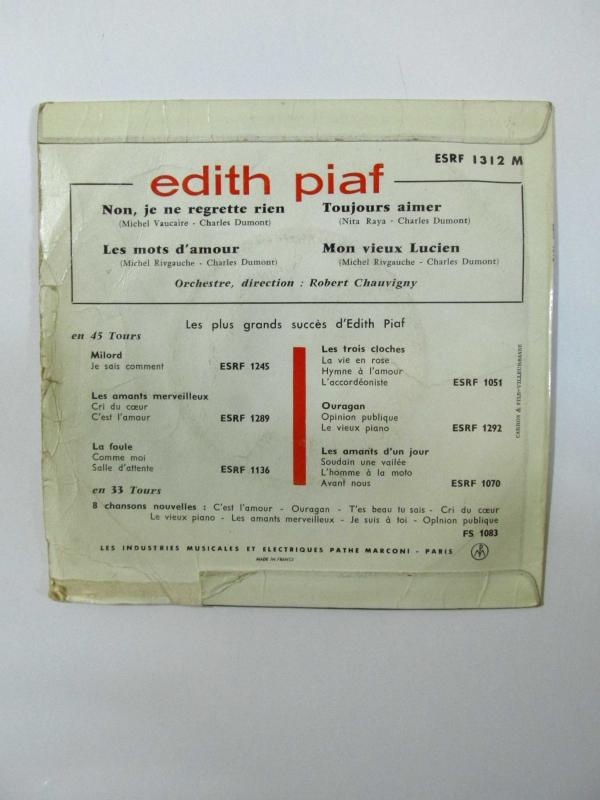 ESRF 1312 M
edith piaf
Non, je ne regrette rien
(Michel Vaucaire - Charles Dumont)
Toujours aimer
(Nita Raya - Charles Dumont)
Les mots d'amour
(Michel Rivgauche - Charles Dumont)
Mon vieux Lucien
(Michel Rivgauche - Charles Dumont)
Orchestre, direction : Robert Chauvigny
Les plus grands succès d'Edith Piaf
en 45 Tours
Milord
Je sais comment ESRF 1245
Les amants merveilleux
Cri du cœur
C'est l'amour ESRF 1289
La foule
Comme moi
Salle d'attente ESRF 1136
Les trois cloches
La vie en rose
Hymne à l'amour
L'accordéoniste ESRF 1051
Ouragan
Opinion publique
Le vieux piano ESRF 1292
Les amants d'un jour
Soudain une vallée
L'homme à la moto
Avant nous ESRF 1070
en 33 Tours
8 chansons nouvelles : C'est l'amour - Ouragan - T'es beau tu sais - Cri du cœur
Le vieux piano - Les amants merveilleux - Je suis à toi - OpInion publique
FS 1083
LES INDUSTRIES MUSICALES ET ELECTRIQUES PATHE MARCONI - PARIS
MADE IN FRANCE
CARRON & FILS-VILLEURBANNE